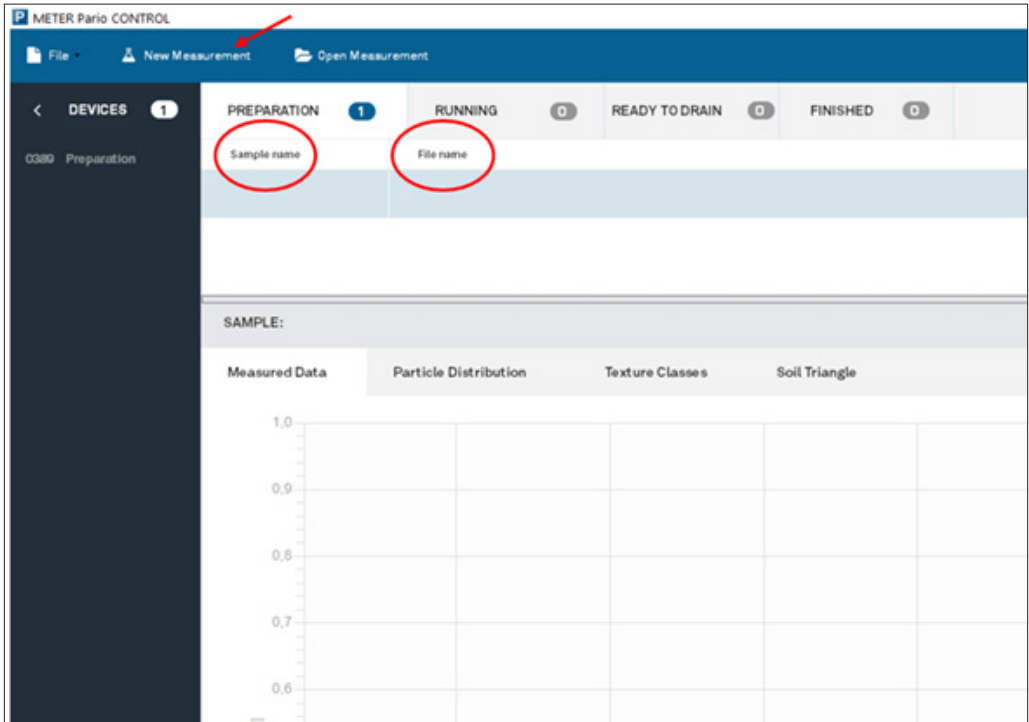 P METER Pario CONTROL
File New Measurement Open Measurement
< DEVICES 1 PREPARATION 1 RUNNING 0 READY TO DRAIN 0 FINISHED 0
0389 Preparation Sample name File name
SAMPLE:
Measured Data Particle Distribution Texture Classes Soil Triangle
1,0
0,9
0,8
0,7
0,6